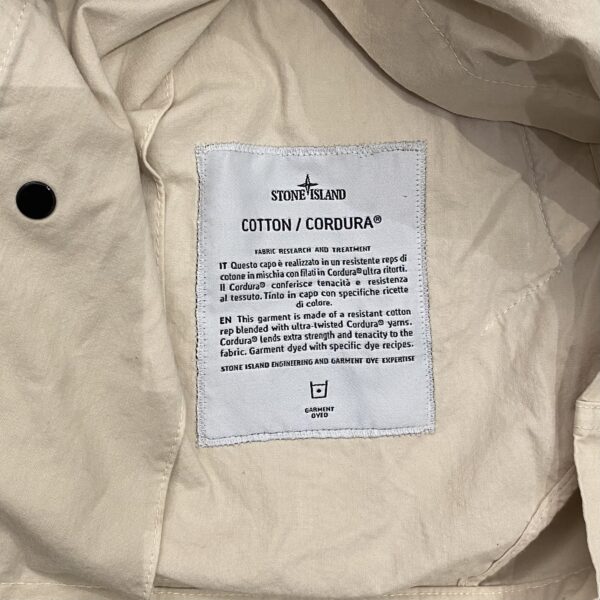 STONE ISLAND
COTTON / CORDURA®
FABRIC RESEARCH AND TREATMENT
IT Questo capo è realizzato in un resistente reps di
cotone in mischia con filati in Cordura® ultra ritorti.
Il Cordura® conferisce tenacità e resistenza
al tessuto. Tinto in capo con specifiche ricette
di colore.
EN This garment is made of a resistant cotton
rep blended with ultra-twisted Cordura® yarns.
Cordura® lends extra strength and tenacity to the
fabric. Garment dyed with specific dye recipes.
STONE ISLAND ENGINEERING AND GARMENT DYE EXPERTISE
GARMENT
DYED